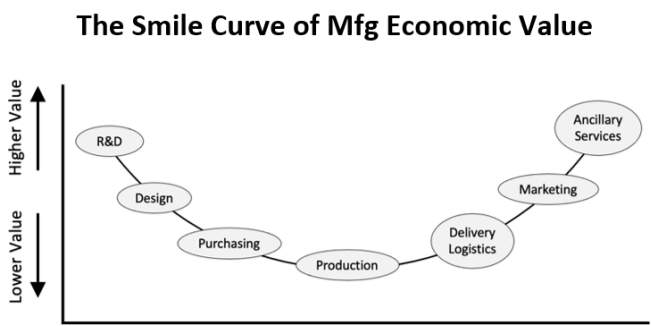 The Smile Curve of Mfg Economic Value
Higher Value
Lower Value
R&D
Design
Purchasing
Production
Delivery
Logistics
Marketing
Ancillary
Services